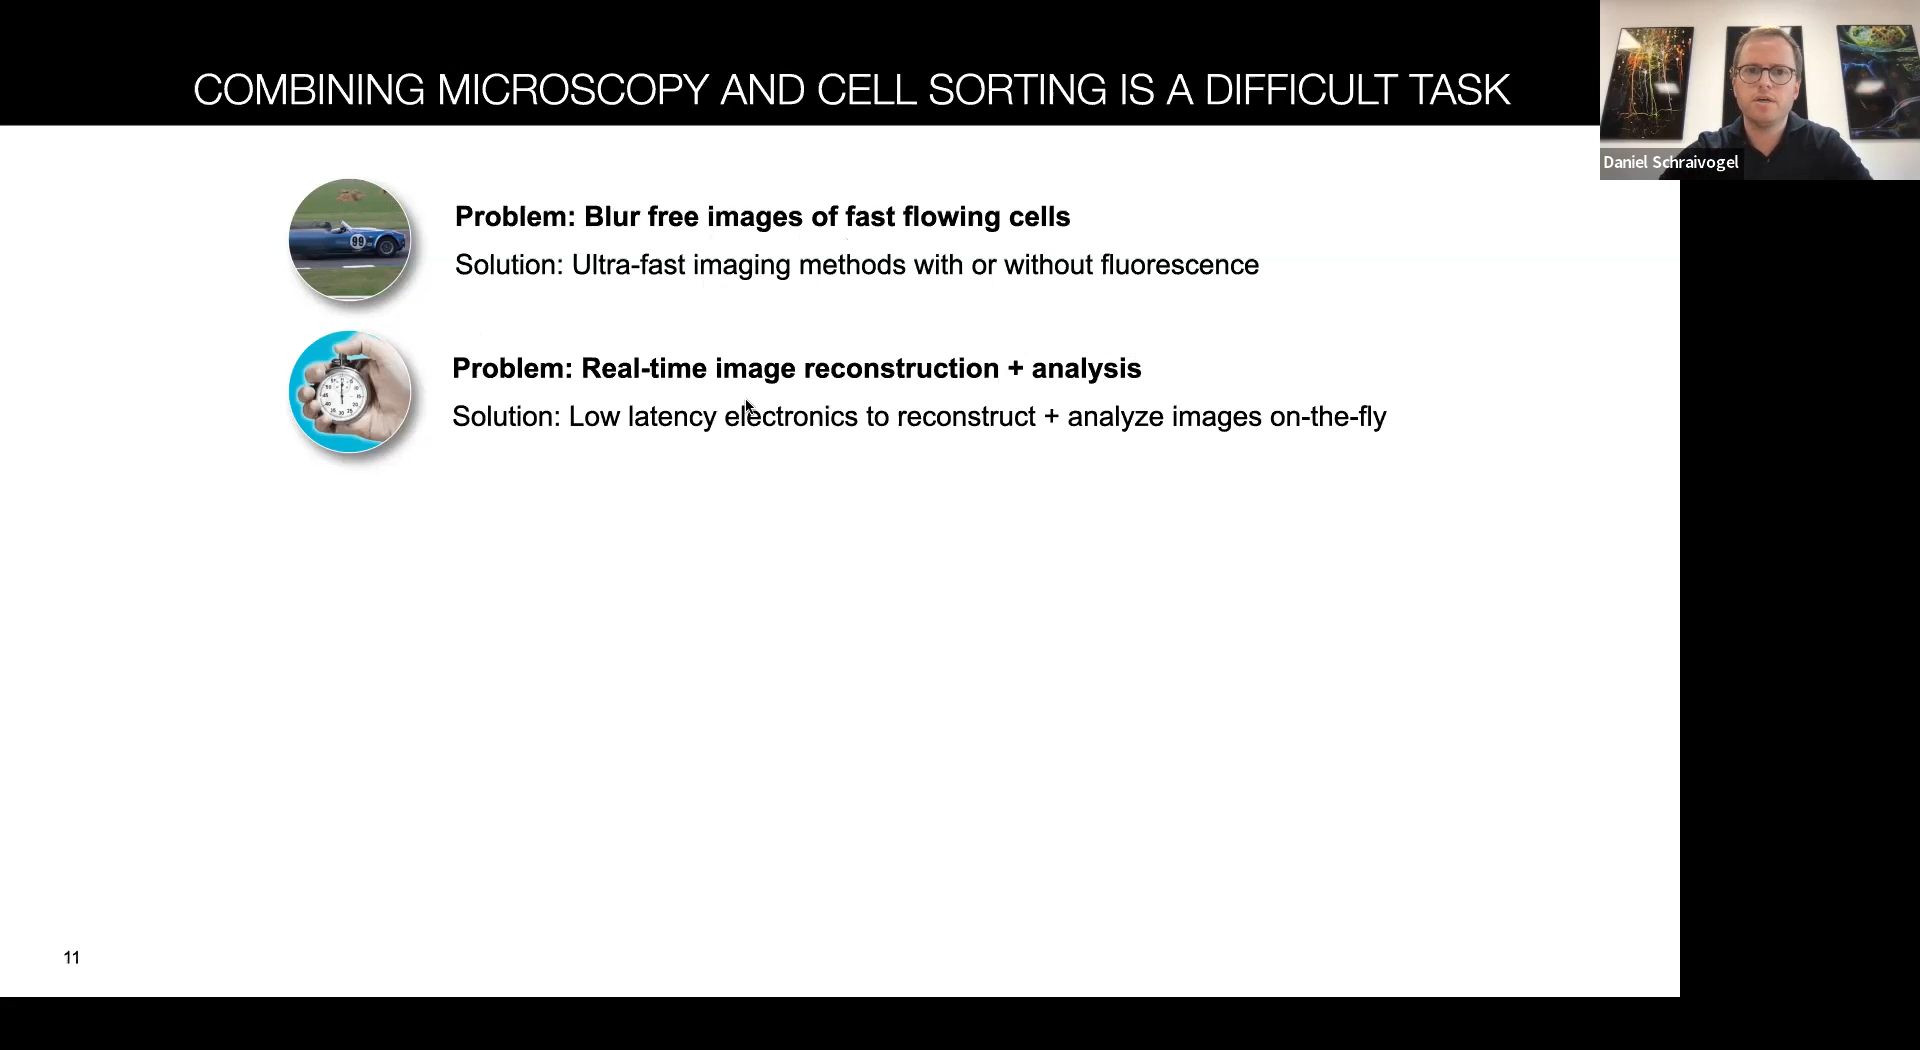 COMBINING MICROSCOPY AND CELL SORTING IS A DIFFICULT TASK
Daniel Schraivogel
99
Problem: Blur free images of fast flowing cells
Solution: Ultra-fast imaging methods with or without fluorescence
Problem: Real-time image reconstruction + analysis
Solution: Low latency electronics to reconstruct + analyze images on-the-fly
11